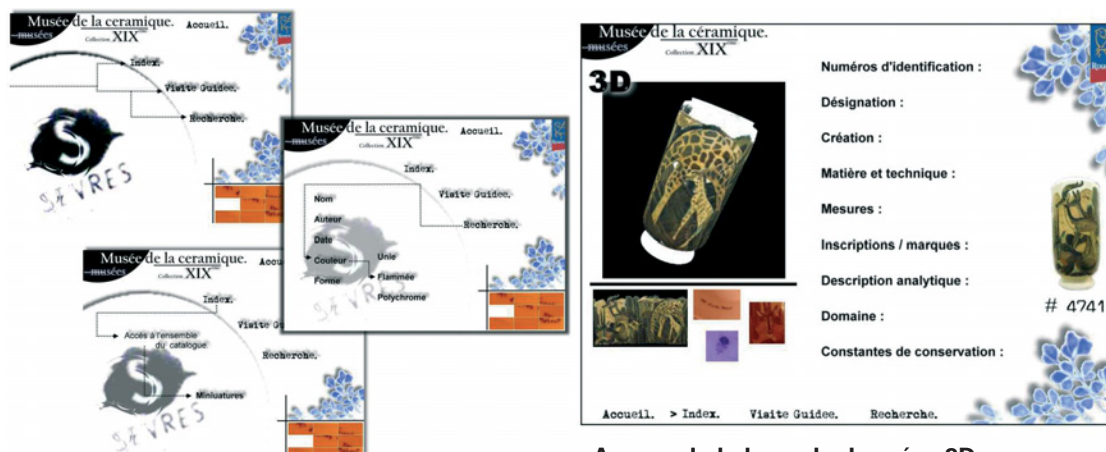 Musée de la ceramique.
Accueil.
musées
Collection XIX
Index.
Visite Guidee.
Recherche.
S
SEVRES
Musée de la ceramique.
Accueil.
musées
Collection XIX
Index.
Visite Guidee.
Recherche.
Nom
Auteur
Date
Couleur
Forme
Unie
Flammée
Polychrome
Musée de la ceramique.
Accu
musées
Collection XIX
Index.
Visite Gu
Recherche.
Accès à l'ensemble
du catalogue.
Miniatures
S
SEVRES
Musée de la céramique.
musées
Collection XIX
3D
Numéros d'identification :
Désignation :
Création :
Matière et technique :
Mesures :
Inscriptions / marques :
Description analytique :
Domaine :
Constantes de conservation :
# 4741
Accueil. > Index. Visite Guidee. Recherche.